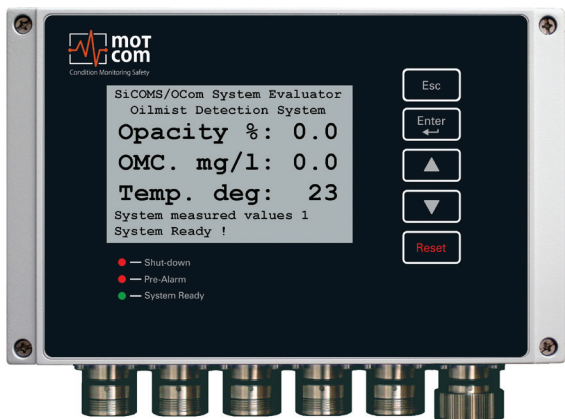 MOT
com
Condition Monitoring Safety
SiCOMS/OCom System Evaluator
Oilmist Detection System
Opacity %: 0.0
OMC. mg/l: 0.0
Temp. deg: 23
System measured values 1
System Ready !
Shut-down
Pre-Alarm
System Ready
Esc
Enter
Reset